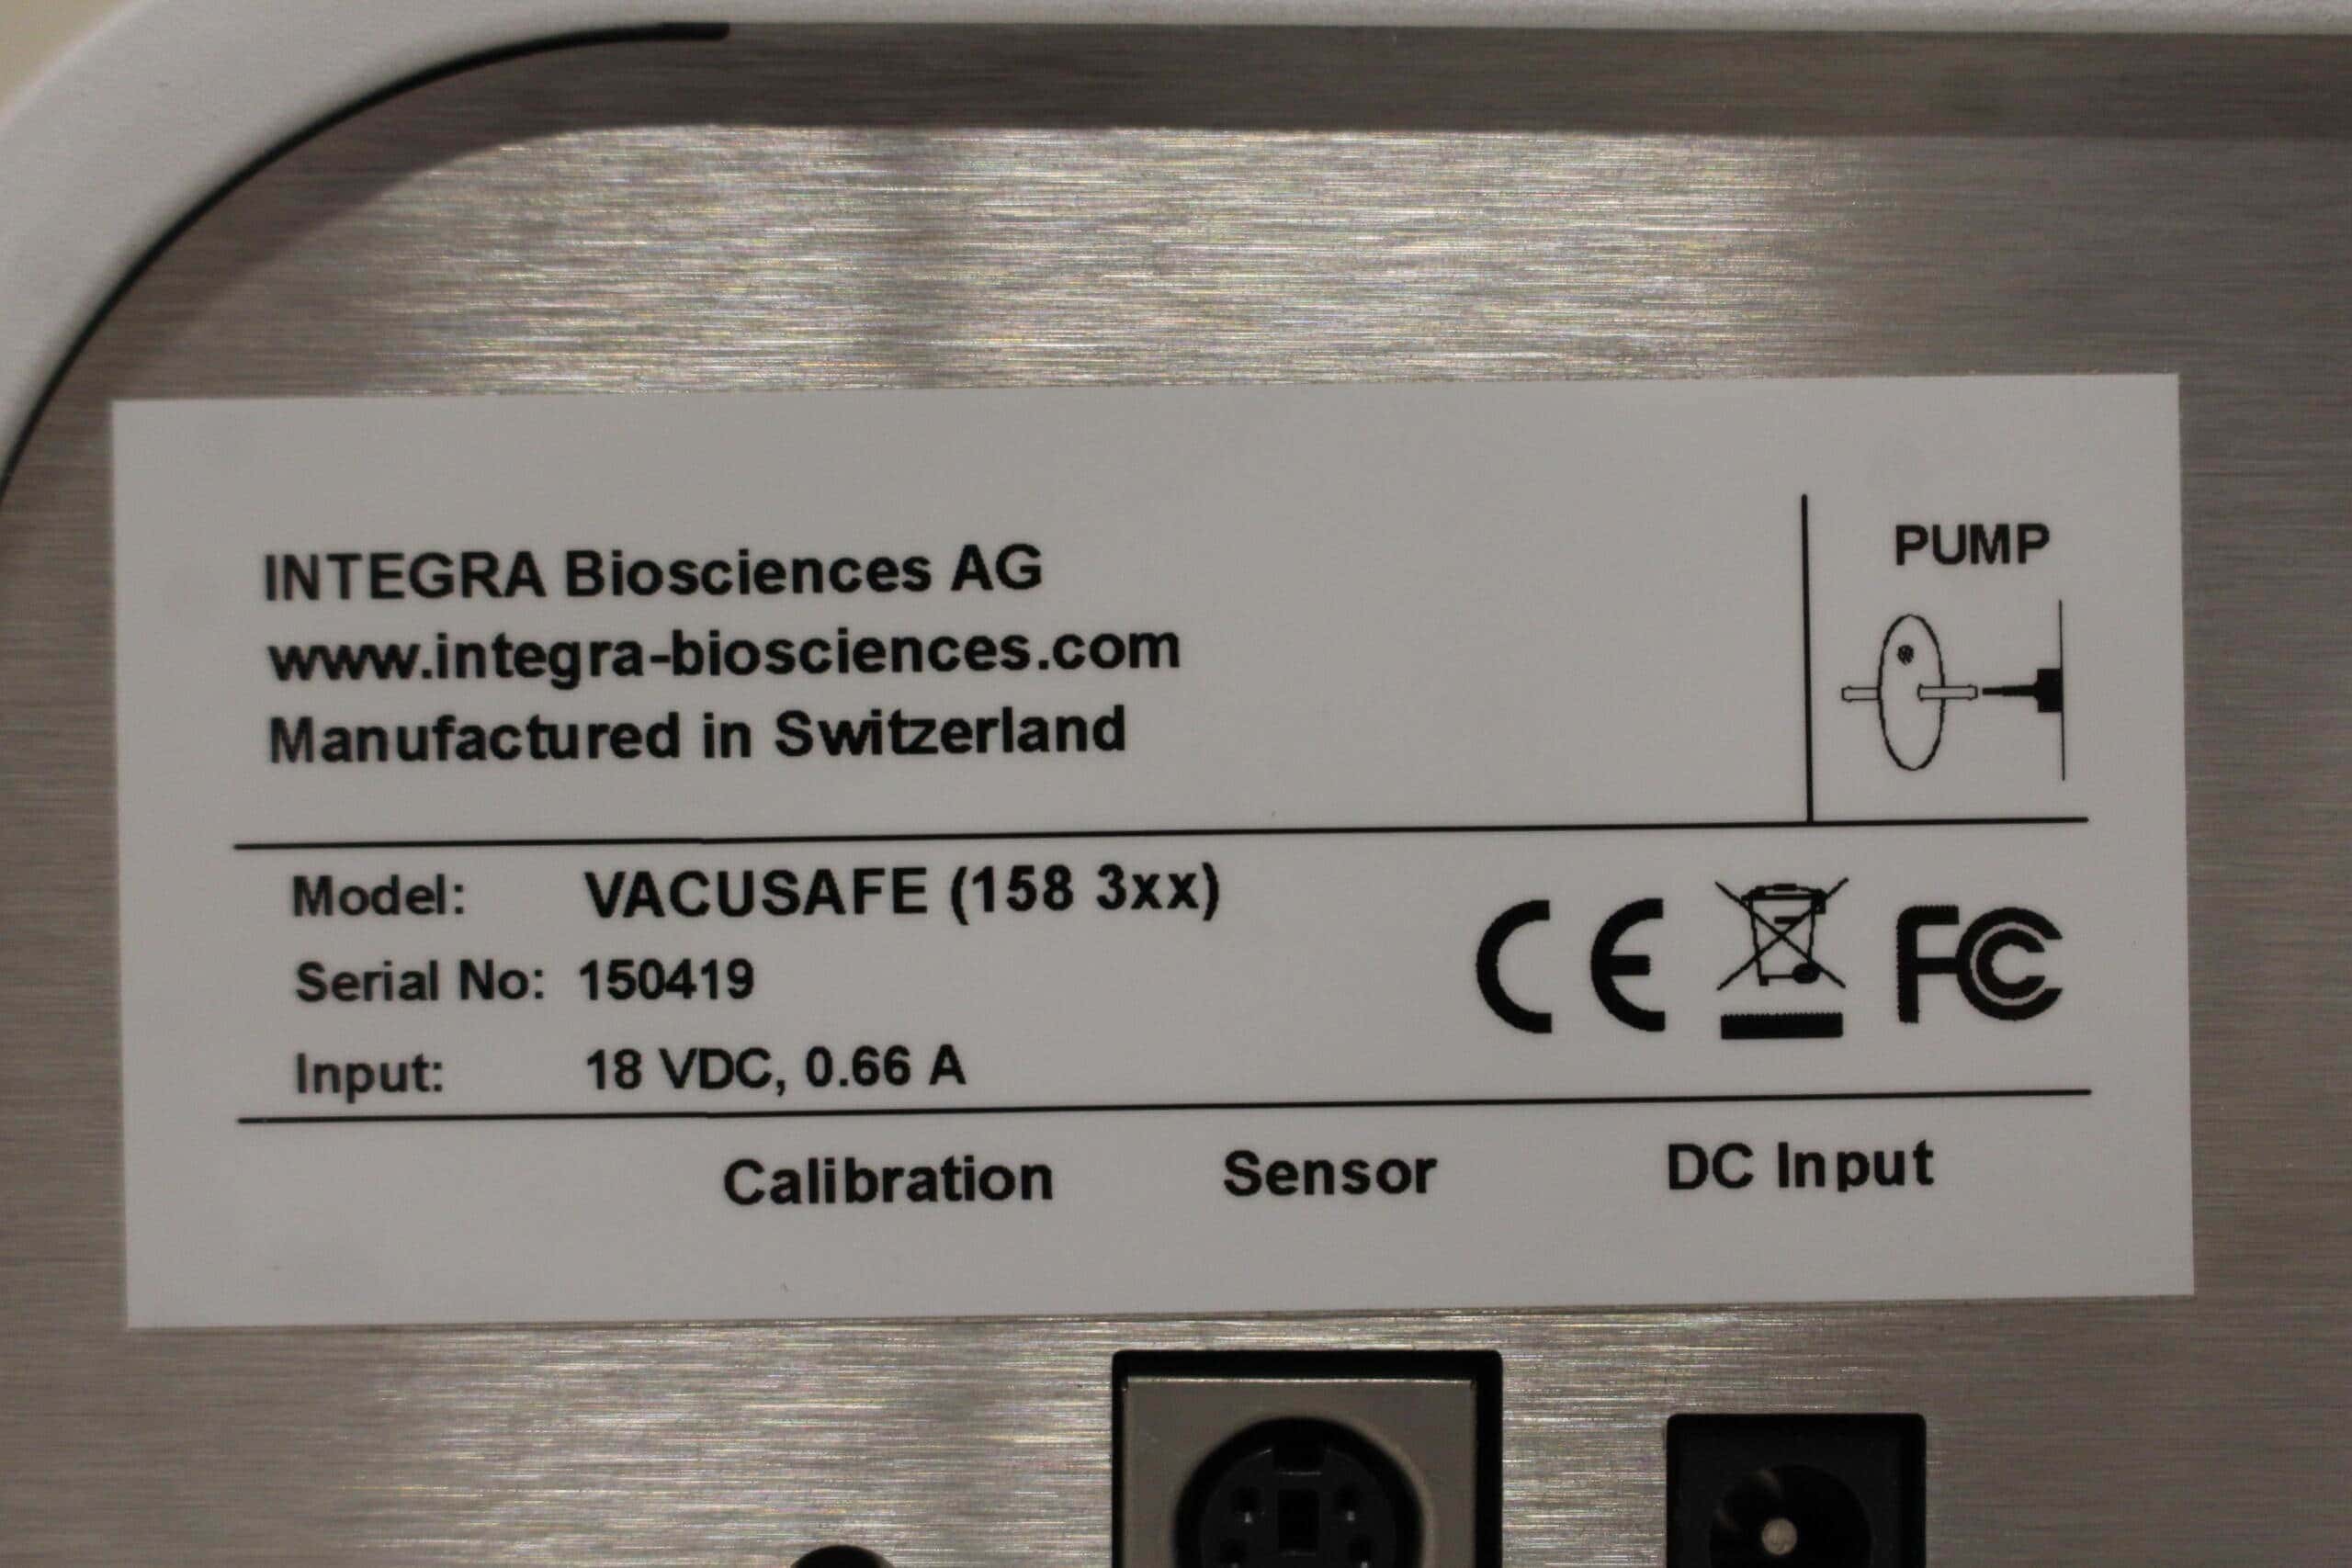 INTEGRA Biosciences AG
www.integra-biosciences.com
Manufactured in Switzerland
PUMP
Model: VACUSAFE (158 3xx)
Serial No: 150419
Input: 18 VDC, 0.66 A
CE FC
Calibration Sensor DC Input